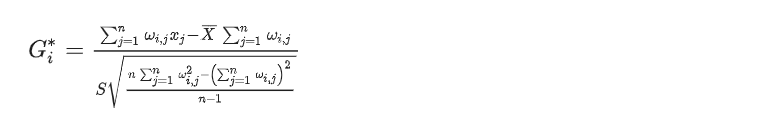 $G_i^* = \frac{\sum_{j=1}^{n} \omega_{i,j} x_j - \overline{X} \sum_{j=1}^{n} \omega_{i,j}}{S \sqrt{\frac{n \sum_{j=1}^{n} \omega_{i,j}^2 - \left( \sum_{j=1}^{n} \omega_{i,j} \right)^2}{n-1}}}$